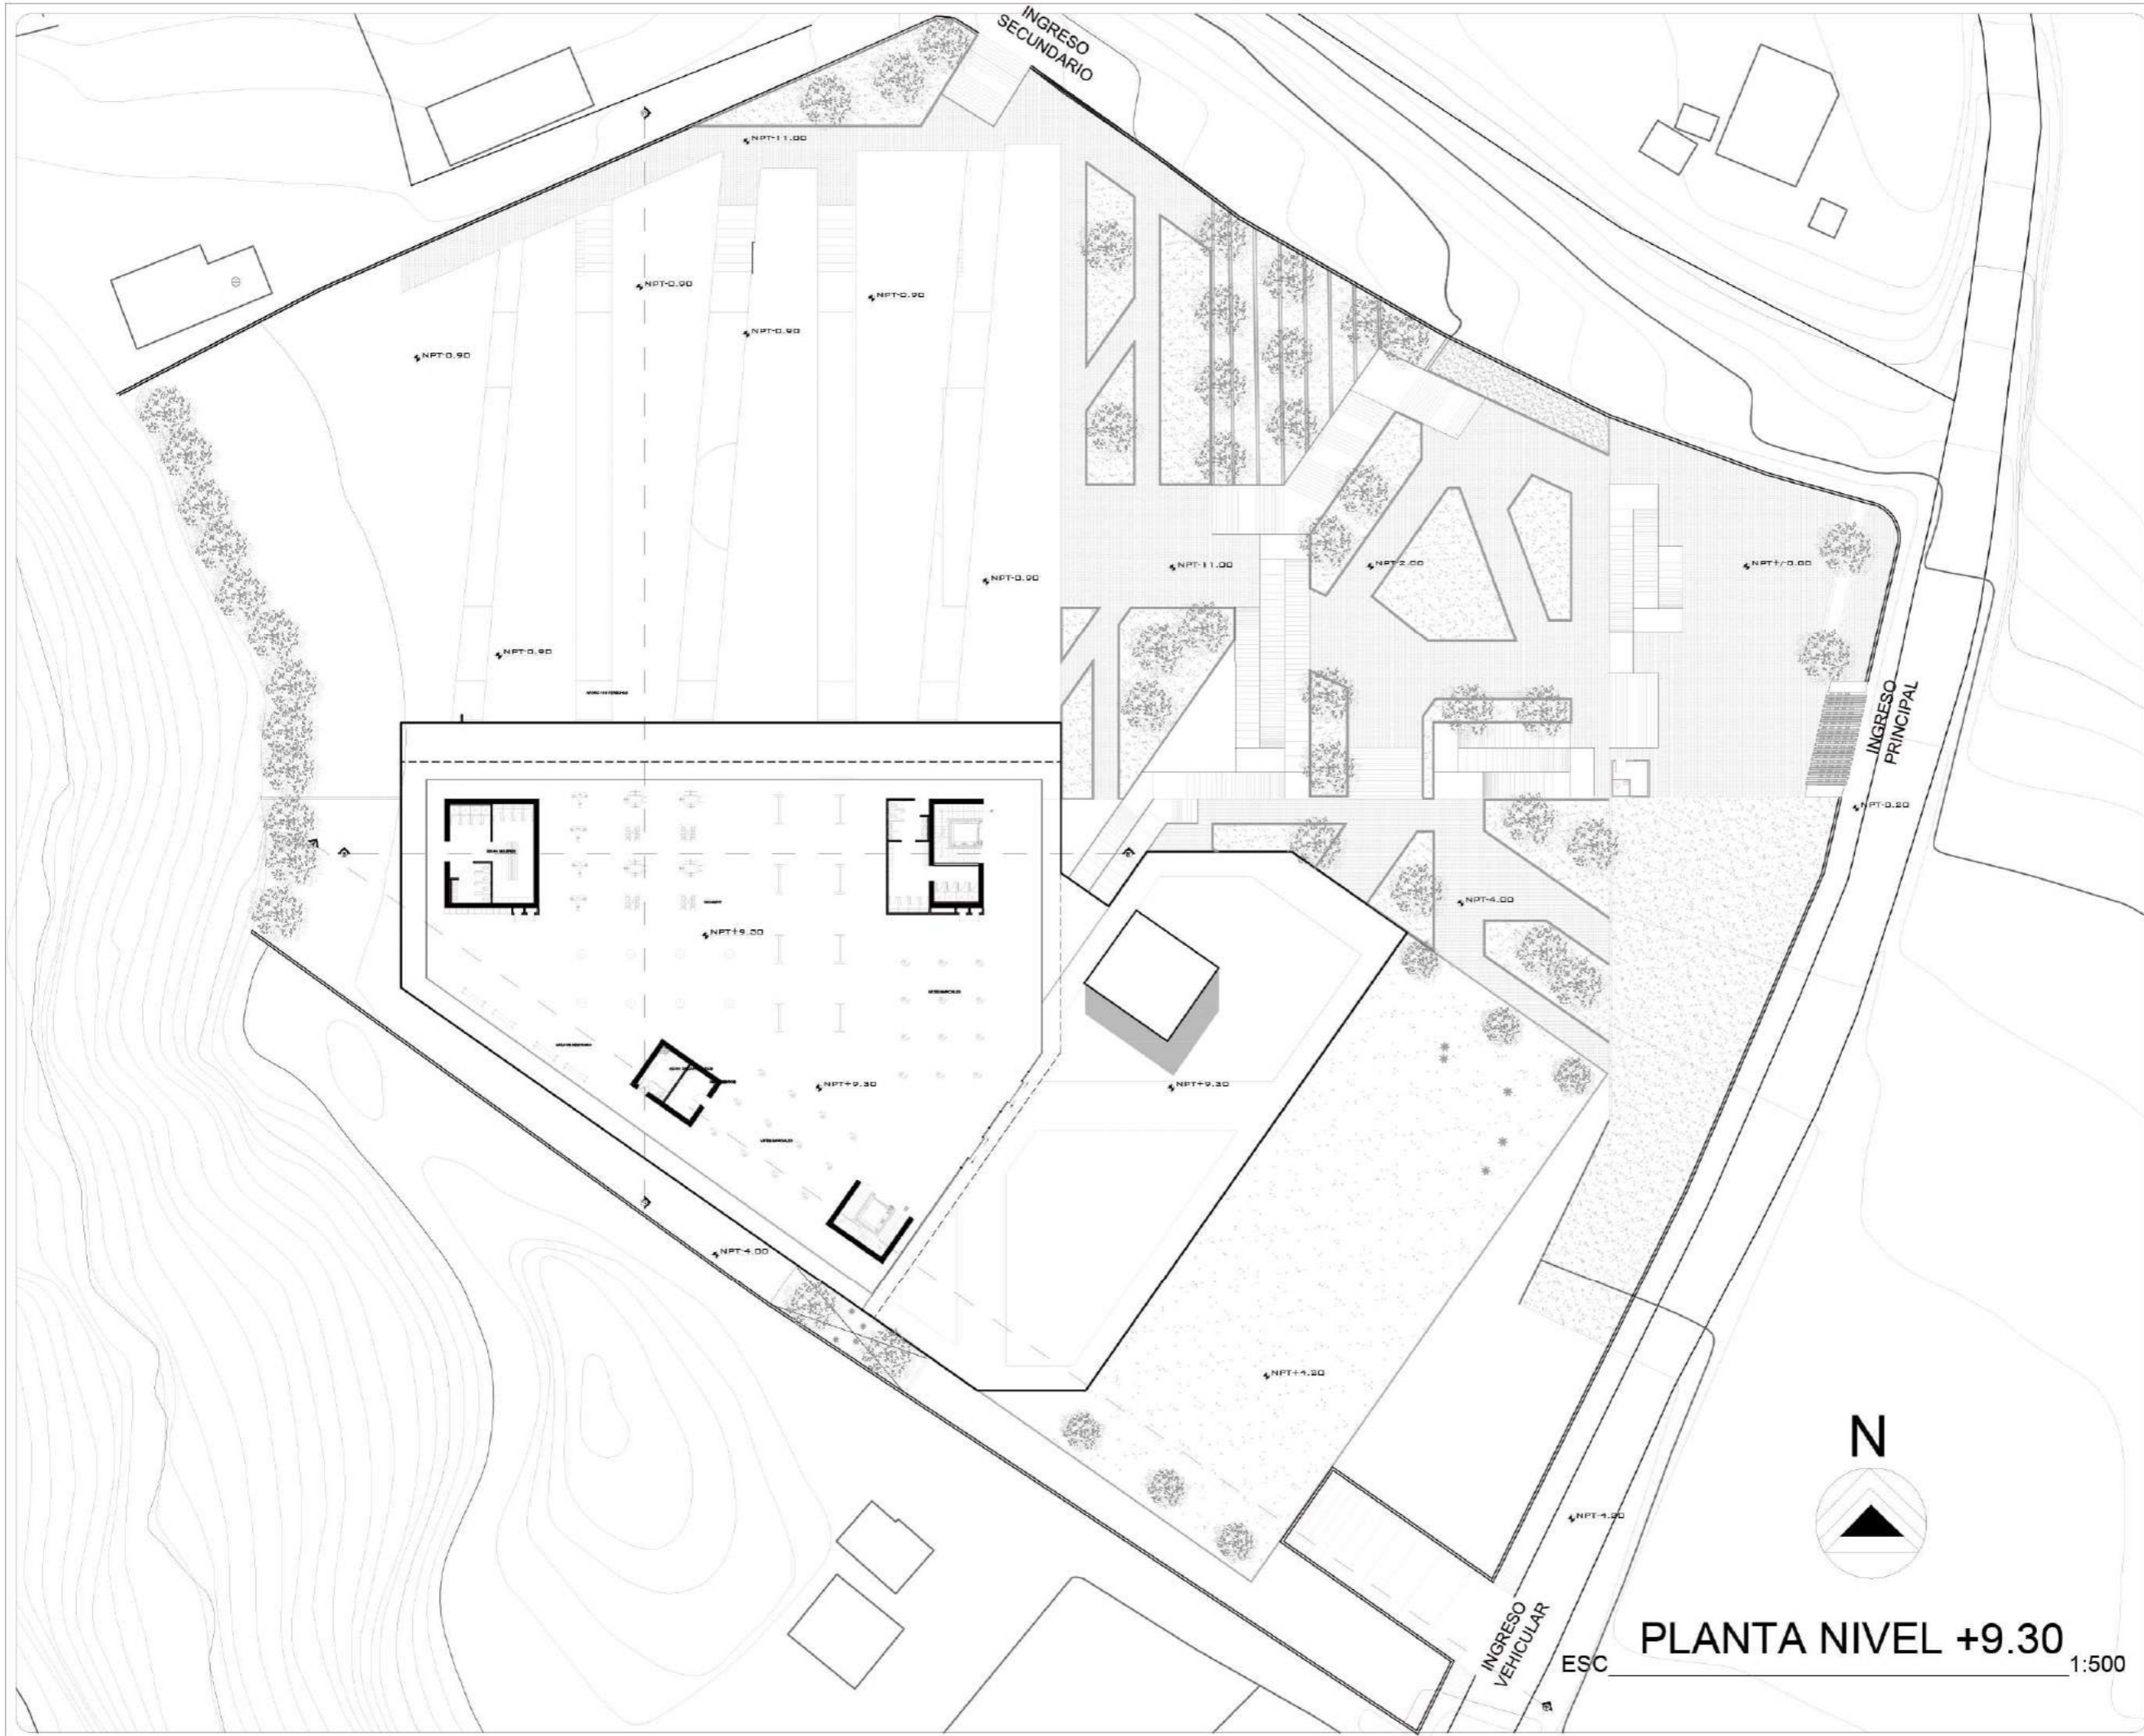 INGRESO
SECUNDARIO
NPT-11.00
NPT-0.90
NPT-0.90
NPT-0.90
NPT-0.90
NPT-0.90
NPT-11.00
NPT-2.00
NPT+/-0.00
NPT-0.90
INGRESO
PRINCIPAL
NPT-0.20
NPT-4.00
NPT+9.30
NPT+9.30
NPT+9.30
NPT-4.00
NPT+4.20
N
NPT-4.20
INGRESO
VEHICULAR
PLANTA NIVEL +9.30
ESC
1:500